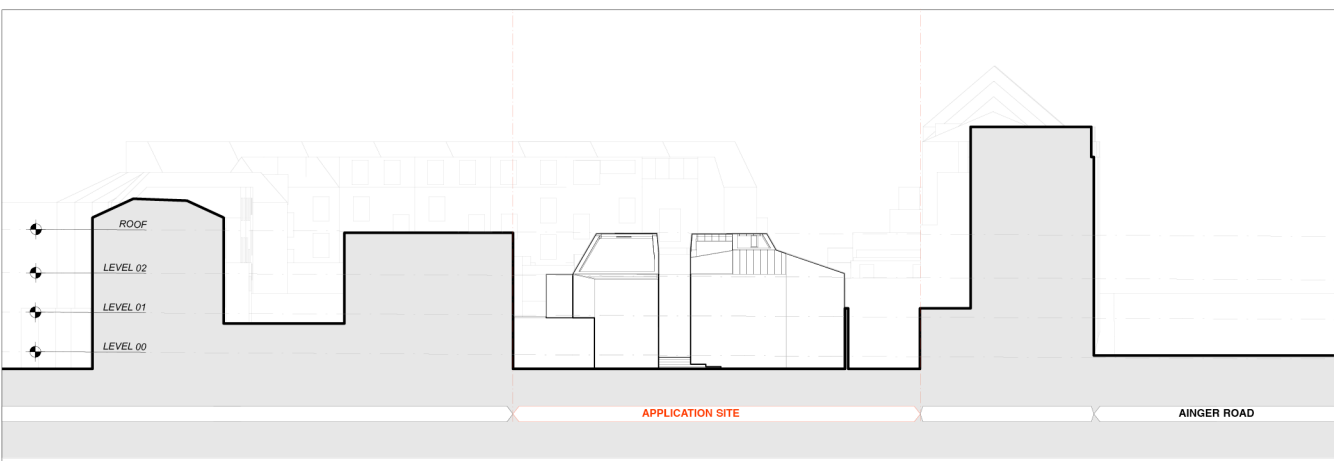 ROOF
LEVEL 02
LEVEL 01
LEVEL 00
APPLICATION SITE
AINGER ROAD